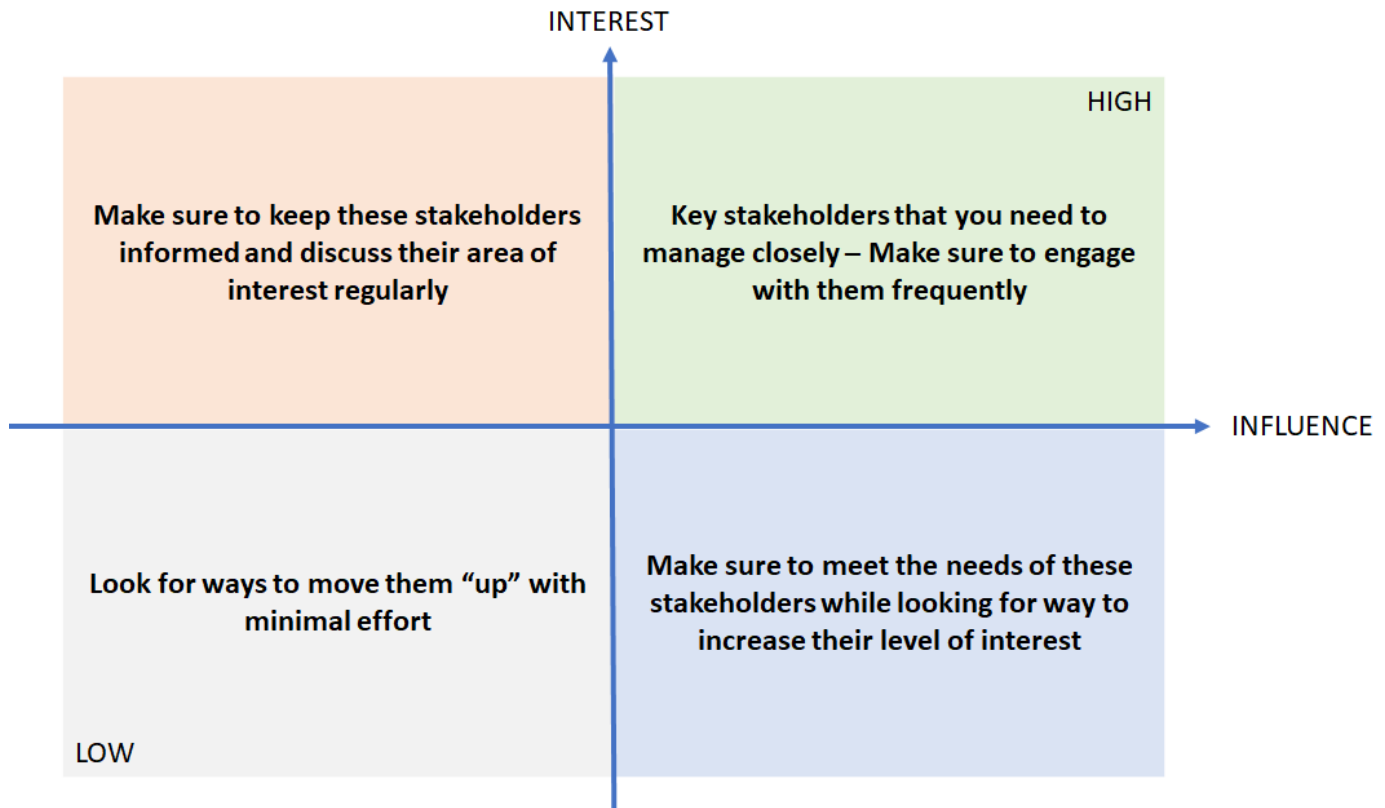 INTEREST
HIGH
Make sure to keep these stakeholders
informed and discuss their area of
interest regularly
Key stakeholders that you need to
manage closely – Make sure to engage
with them frequently
INFLUENCE
Look for ways to move them “up” with
minimal effort
Make sure to meet the needs of these
stakeholders while looking for way to
increase their level of interest
LOW